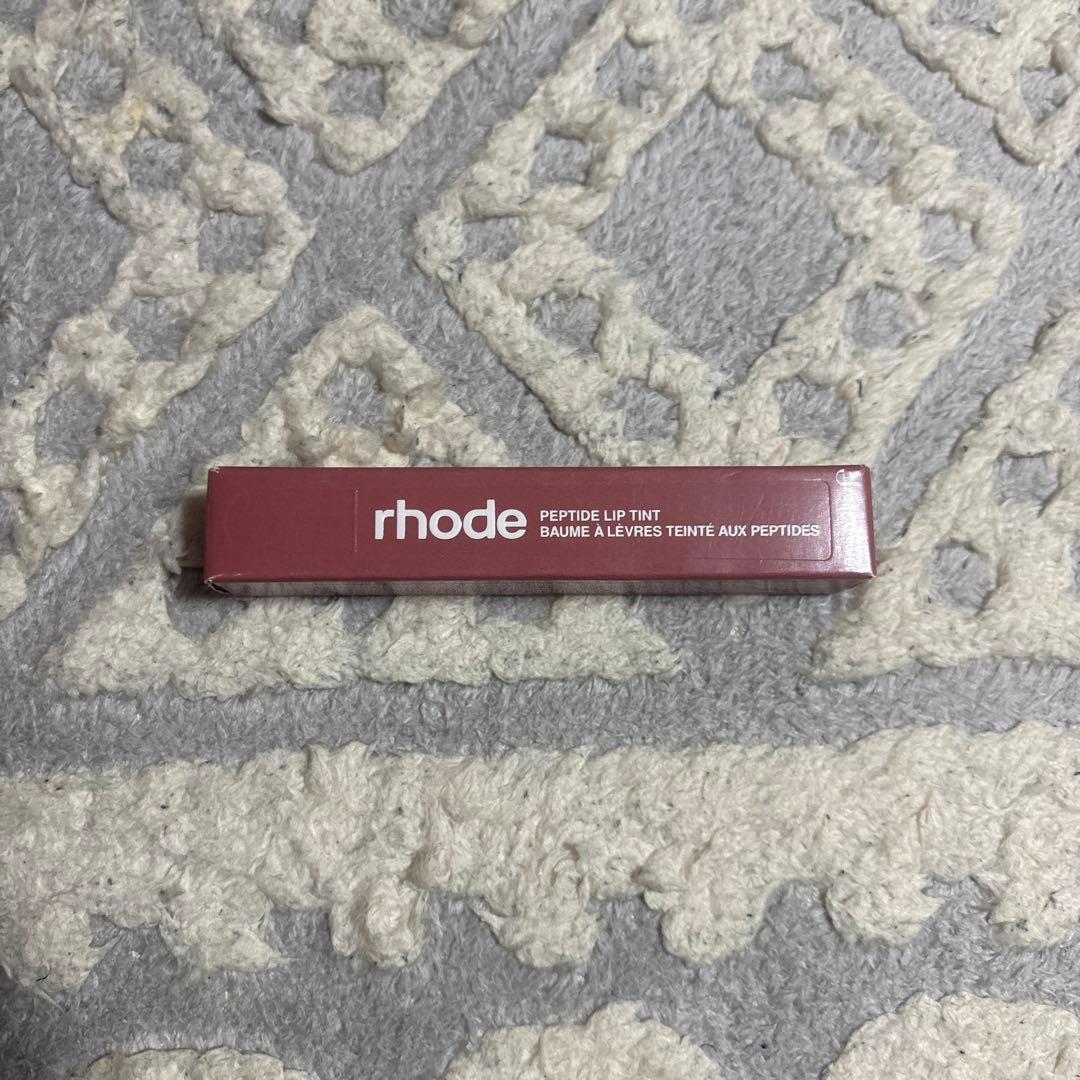 rhode
PEPTIDE LIP TINT
BAUME À LÈVRES TEINTÉ AUX PEPTIDES